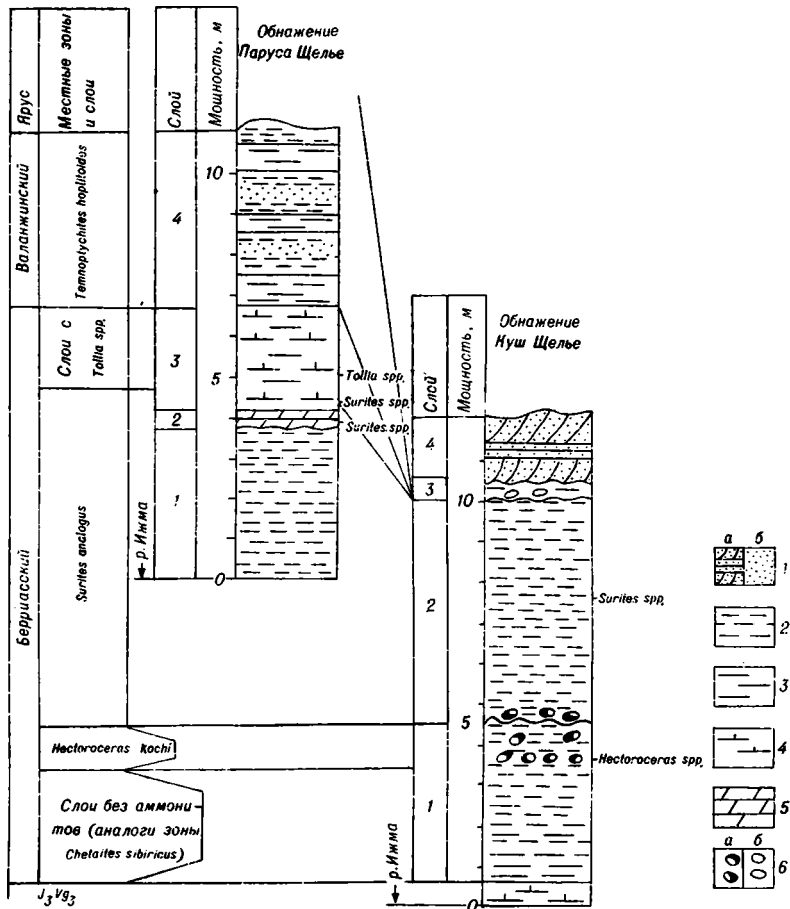 Ярус
Местные зоны
и слои
Слой
Мощность, м
Обнажение
Паруса Щелье
Валанжинский
Temnoptychites hoplitoides
4
10
Берриасский
Слои с
Tollia spp.
3
5
Tollia spp.
Surites spp.
2
Surites spp.
Surites analogus
1
р. Ижма
0
Hectoroceras kochi
Слои без аммони-
тов (аналоги зоны
Chetaites sibiricus)
J₃Vg₃
Слой
Мощность, м
Обнажение
Куш Щелье
4
3
10
2
Surites spp.
5
Hectoroceras spp.
1
р. Ижма
0
а б
1
2
3
4
5
а б
6